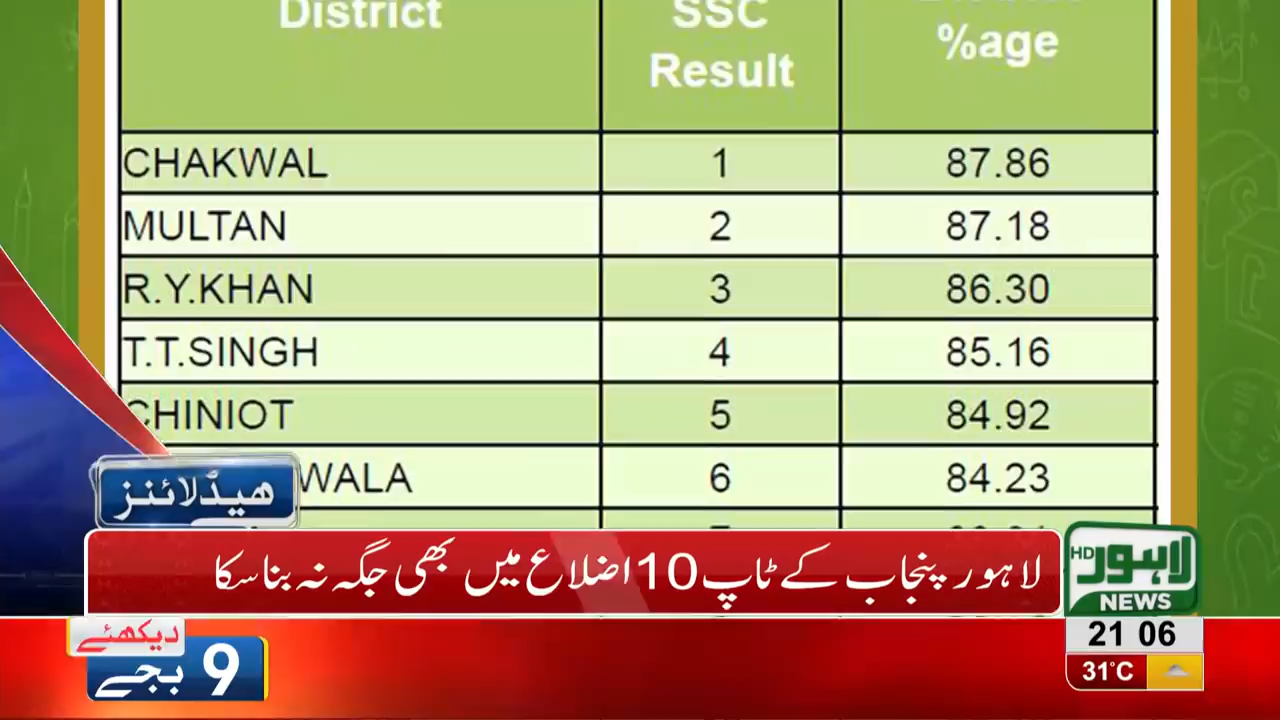 District
SSC
Result
%age
CHAKWAL 1 87.86
MULTAN 2 87.18
R.Y.KHAN 3 86.30
T.T.SINGH 4 85.16
CHINIOT 5 84.92
WALA 6 84.23
ھیڈلائنز
لاہور پنجاب کے ٹاپ 10 اضلاع میں بھی جگہ نہ بنا سکا
لاہور HD
NEWS
21 06
31°C
دیکھئے
9 بجے